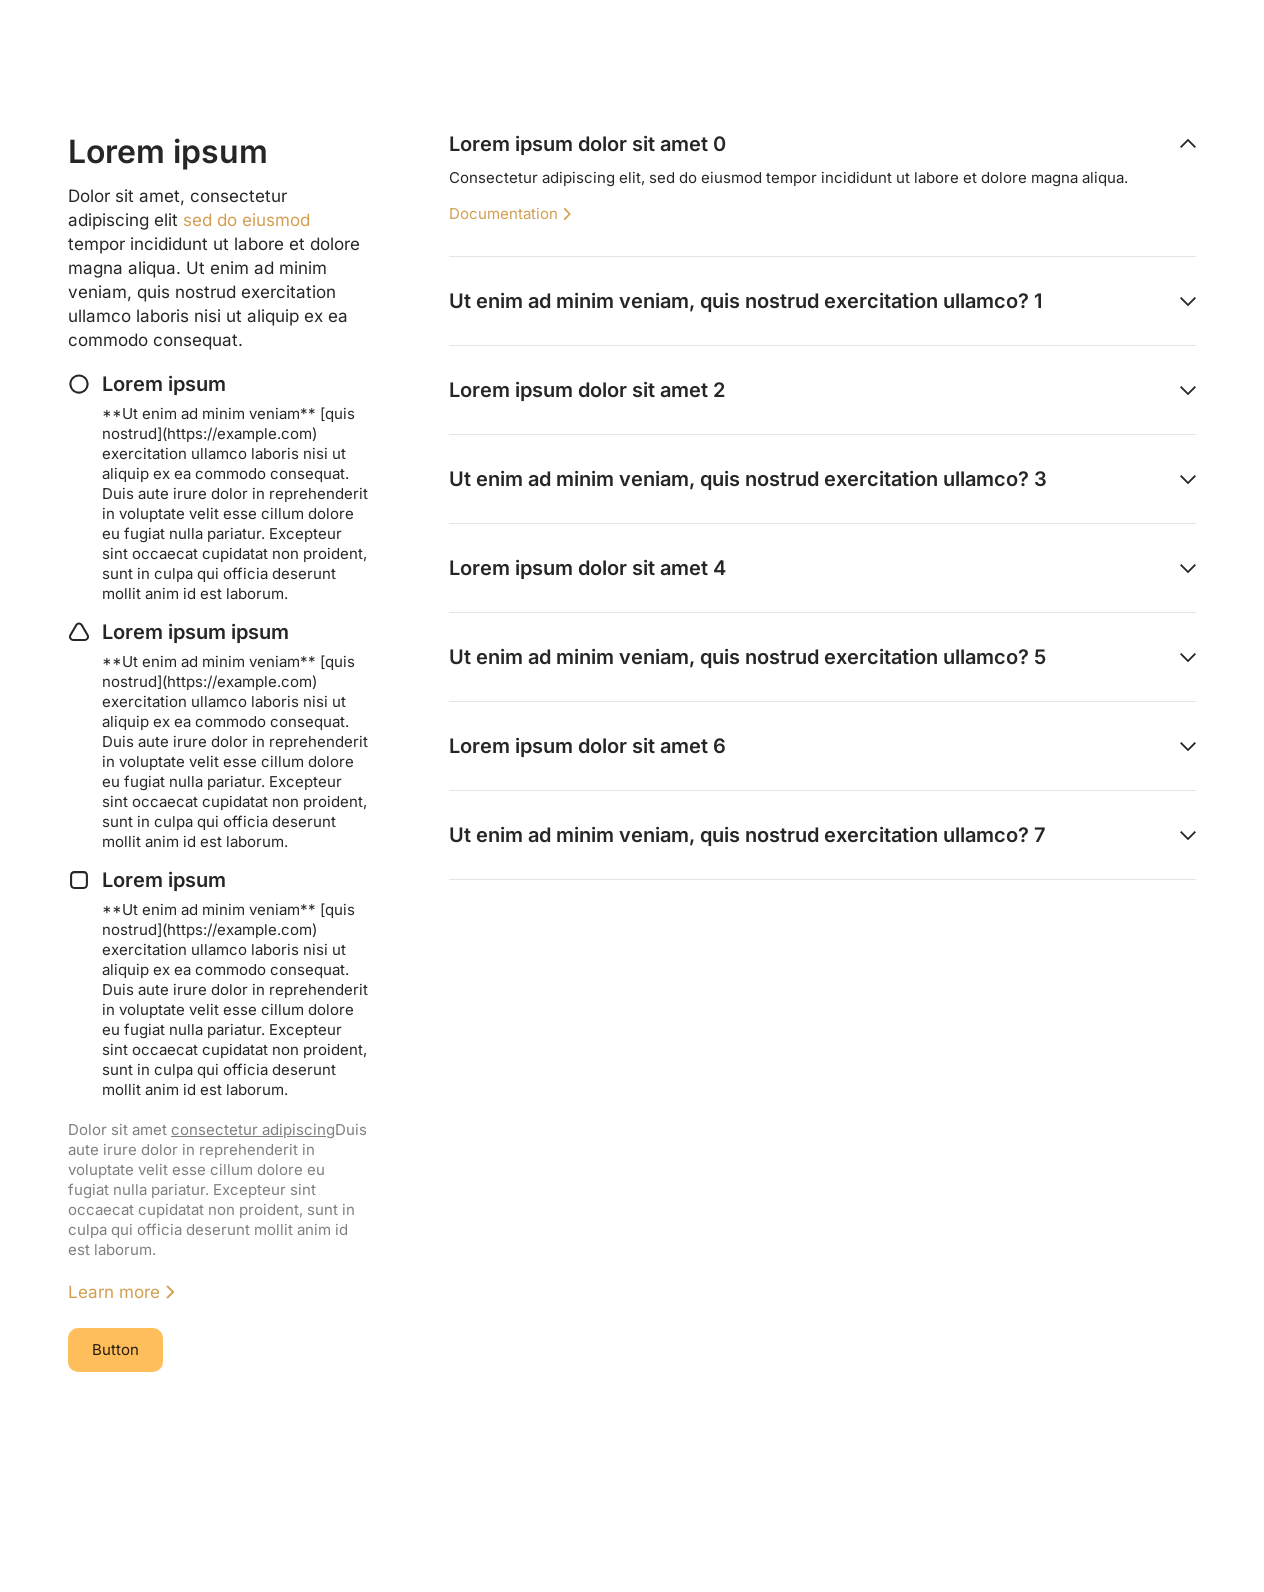 Lorem ipsum
Dolor sit amet, consectetur
adipiscing elit sed do eiusmod
tempor incididunt ut labore et dolore
magna aliqua. Ut enim ad minim
veniam, quis nostrud exercitation
ullamco laboris nisi ut aliquip ex ea
commodo consequat.
Lorem ipsum
**Ut enim ad minim veniam** [quis
nostrud](https://example.com)
exercitation ullamco laboris nisi ut
aliquip ex ea commodo consequat.
Duis aute irure dolor in reprehenderit
in voluptate velit esse cillum dolore
eu fugiat nulla pariatur. Excepteur
sint occaecat cupidatat non proident,
sunt in culpa qui officia deserunt
mollit anim id est laborum.
Lorem ipsum ipsum
**Ut enim ad minim veniam** [quis
nostrud](https://example.com)
exercitation ullamco laboris nisi ut
aliquip ex ea commodo consequat.
Duis aute irure dolor in reprehenderit
in voluptate velit esse cillum dolore
eu fugiat nulla pariatur. Excepteur
sint occaecat cupidatat non proident,
sunt in culpa qui officia deserunt
mollit anim id est laborum.
Lorem ipsum
**Ut enim ad minim veniam** [quis
nostrud](https://example.com)
exercitation ullamco laboris nisi ut
aliquip ex ea commodo consequat.
Duis aute irure dolor in reprehenderit
in voluptate velit esse cillum dolore
eu fugiat nulla pariatur. Excepteur
sint occaecat cupidatat non proident,
sunt in culpa qui officia deserunt
mollit anim id est laborum.
Dolor sit amet consectetur adipiscingDuis
aute irure dolor in reprehenderit in
voluptate velit esse cillum dolore eu
fugiat nulla pariatur. Excepteur sint
occaecat cupidatat non proident, sunt in
culpa qui officia deserunt mollit anim id
est laborum.
Learn more
Button
Lorem ipsum dolor sit amet 0
Consectetur adipiscing elit, sed do eiusmod tempor incididunt ut labore et dolore magna aliqua.
Documentation
Ut enim ad minim veniam, quis nostrud exercitation ullamco? 1
Lorem ipsum dolor sit amet 2
Ut enim ad minim veniam, quis nostrud exercitation ullamco? 3
Lorem ipsum dolor sit amet 4
Ut enim ad minim veniam, quis nostrud exercitation ullamco? 5
Lorem ipsum dolor sit amet 6
Ut enim ad minim veniam, quis nostrud exercitation ullamco? 7